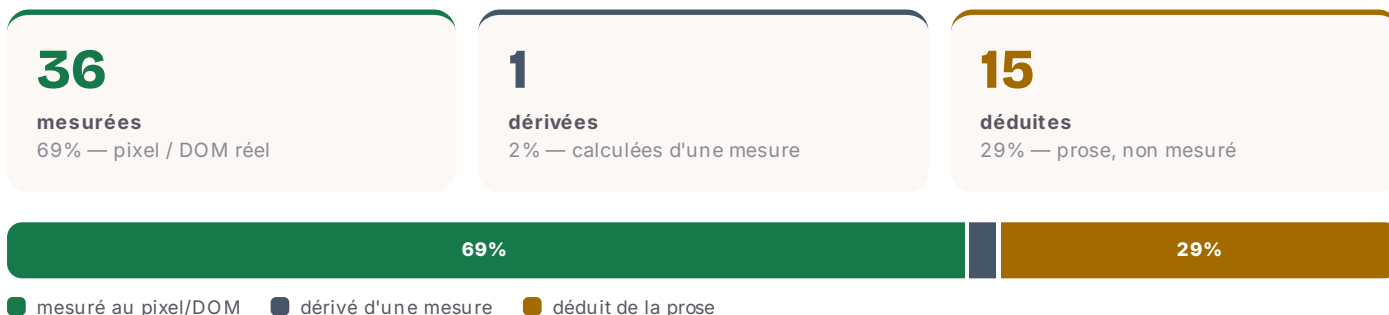 36
mesurées
69% — pixel / DOM réel
1
dérivées
2% — calculées d'une mesure
15
déduites
29% — prose, non mesuré
69%
29%
mesuré au pixel/DOM
dérivé d'une mesure
déduit de la prose